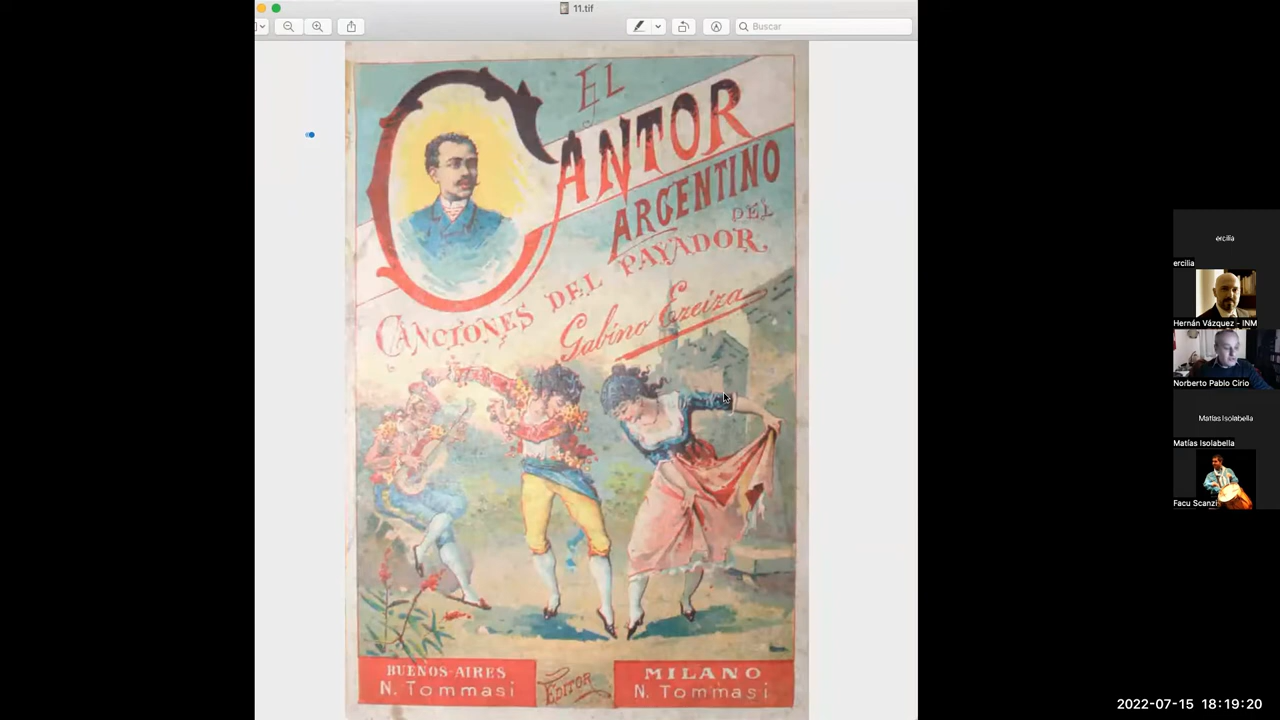 11.tif
Buscar
EL
CANTOR
ARGENTINO
DEL
PAYADOR
CANCIONES DEL
Gabino Ezeiza
BUENOS-AIRES
N. Tommasi
EDITOR
MILANO
N. Tommasi
ercilia
ercilia
Hernán Vázquez - INM
Norberto Pablo Cirio
Matías Isolabella
Matías Isolabella
Facu Scanzi
2022-07-15 18:19:20